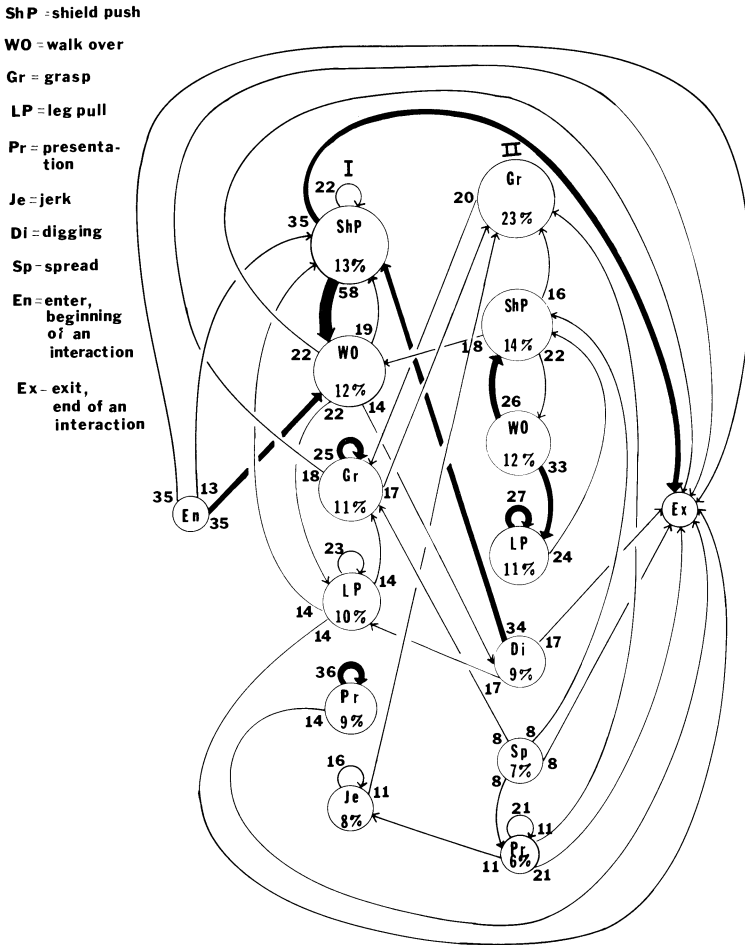 ShP = shield push
WO = walk over
Gr = grasp
LP = leg pull
Pr = presenta-
tion
Je = jerk
Di = digging
Sp - spread
En = enter,
beginning
of an
interaction
Ex - exit,
end of an
interaction
I
22
35
ShP
13%
58
19
22
WO
12%
22
14
25
18
Gr
11%
17
23
LP
10%
14
14
14
36
Pr
9%
14
16
Je
8%
11
35
13
En
35
II
20
Gr
23%
16
ShP
14%
18
22
26
WO
12%
33
27
LP
11%
24
34
Di
9%
17
17
8
8
Sp
7%
8
8
21
11
Pr
6%
11
21
Ex